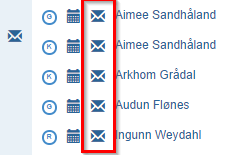 G Aimee Sandhåland
K Aimee Sandhåland
K Arkhom Grådal
G Audun Flønes
R Ingunn Weydahl